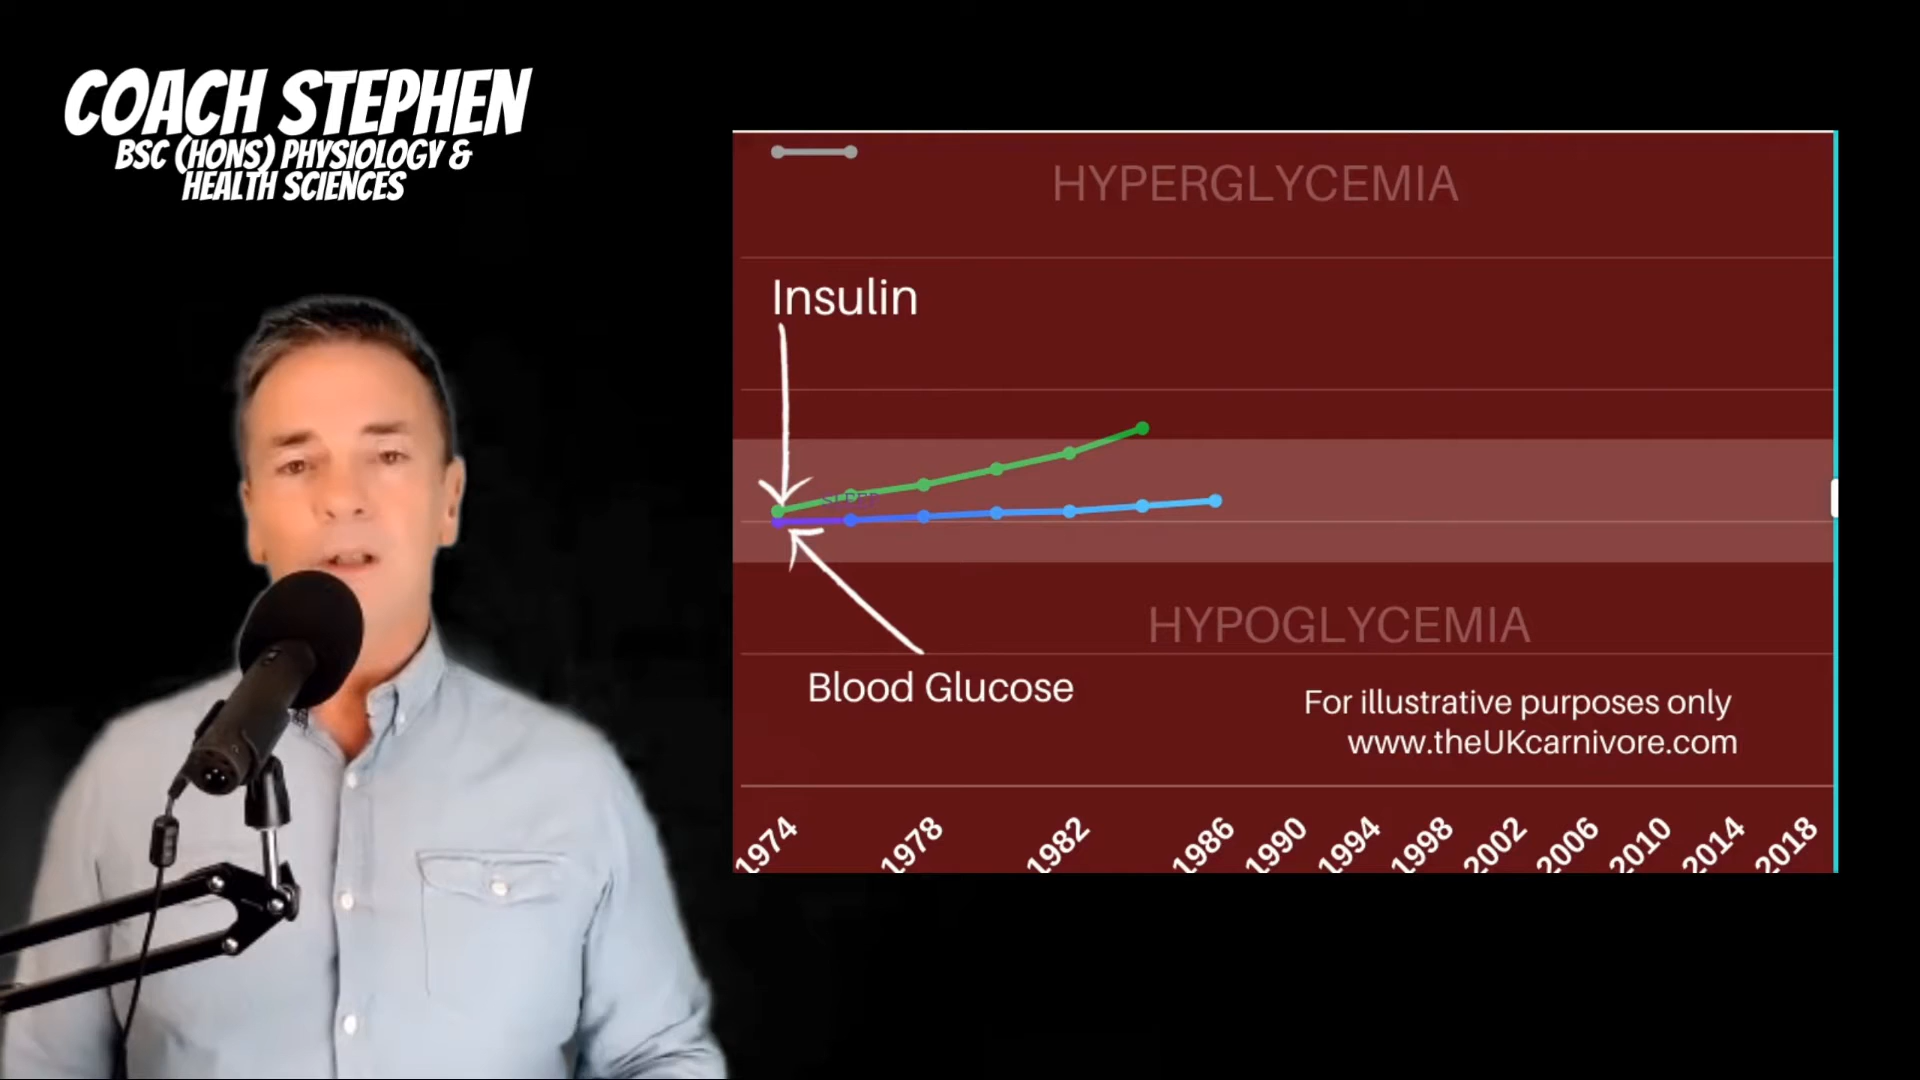 COACH STEPHEN
BSC (HONS) PHYSIOLOGY &
HEALTH SCIENCES
HYPERGLYCEMIA
Insulin
SLEEP
HYPOGLYCEMIA
Blood Glucose
For illustrative purposes only
www.theUKcarnivore.com
1974 1978 1982 1986 1990 1994 1998 2002 2006 2010 2014 2018